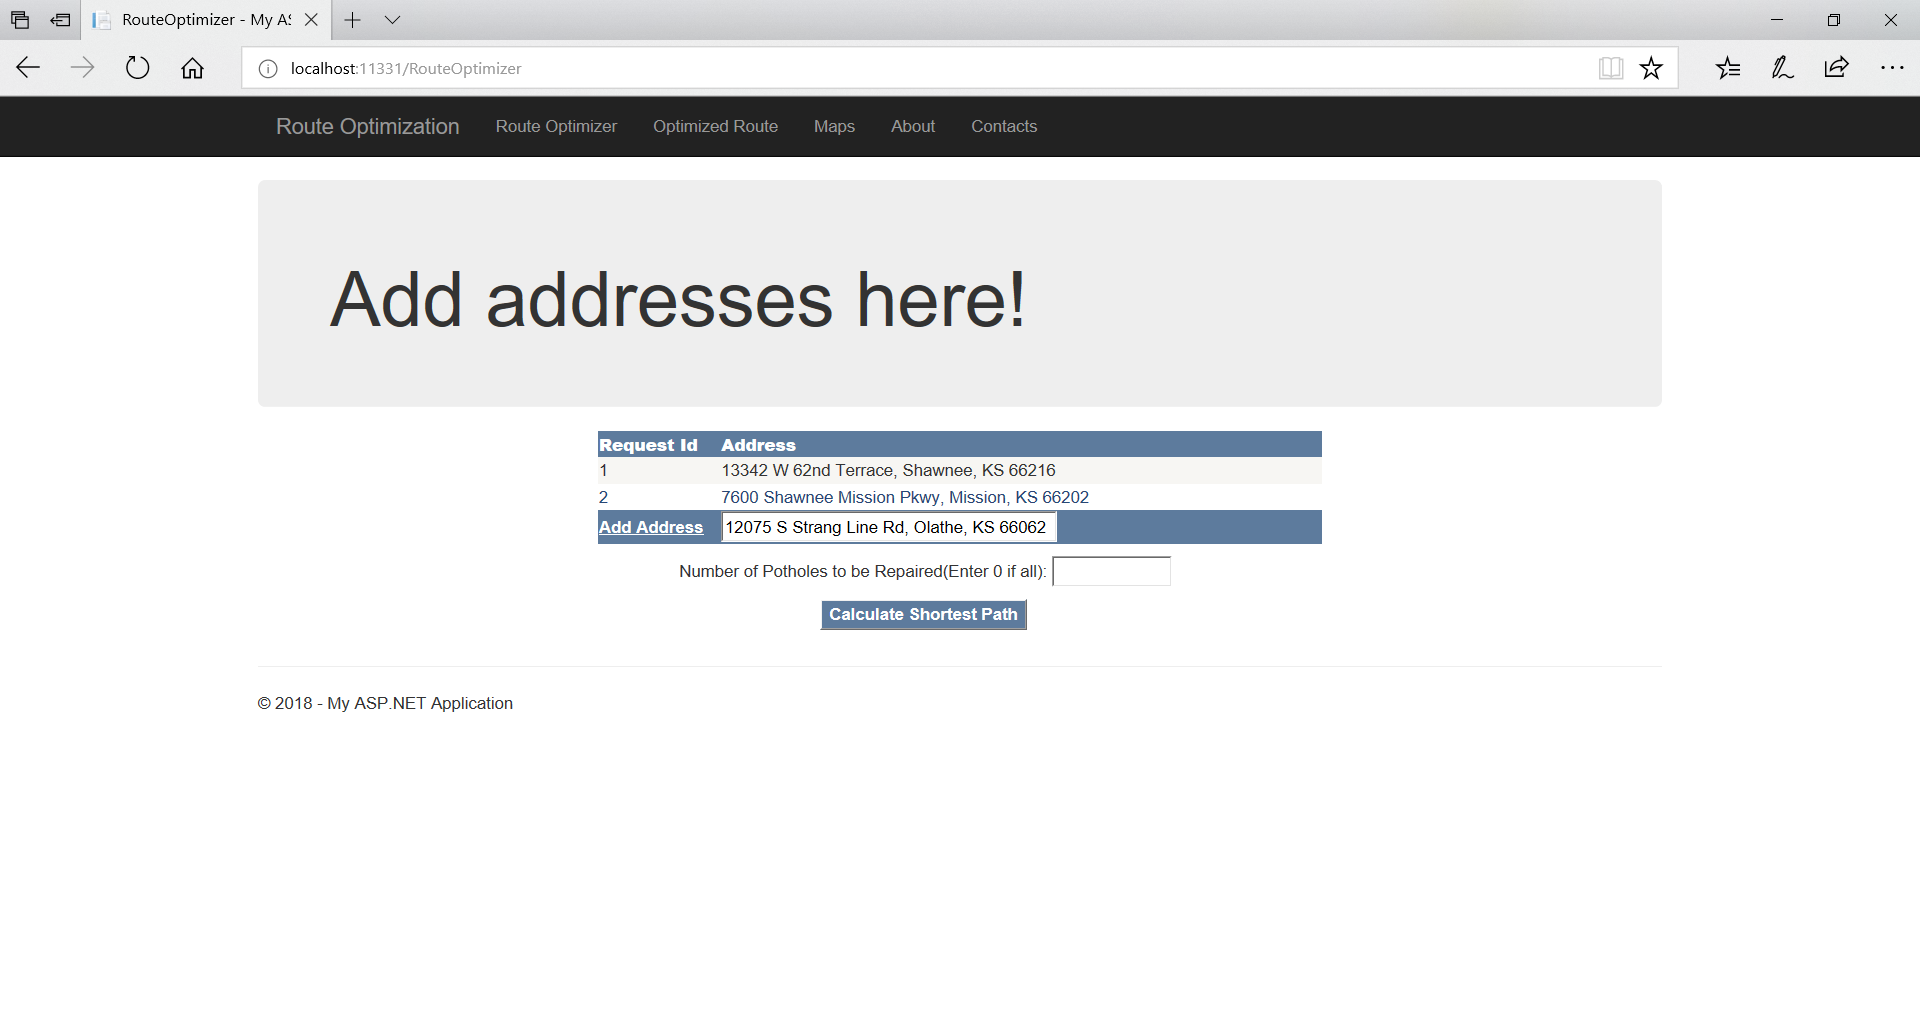 RouteOptimizer - My AS
localhost:11331/RouteOptimizer
Route Optimization Route Optimizer Optimized Route Maps About Contacts
Add addresses here!
Request Id Address
1 13342 W 62nd Terrace, Shawnee, KS 66216
2 7600 Shawnee Mission Pkwy, Mission, KS 66202
Add Address 12075 S Strang Line Rd, Olathe, KS 66062
Number of Potholes to be Repaired(Enter 0 if all):
Calculate Shortest Path
© 2018 - My ASP.NET Application